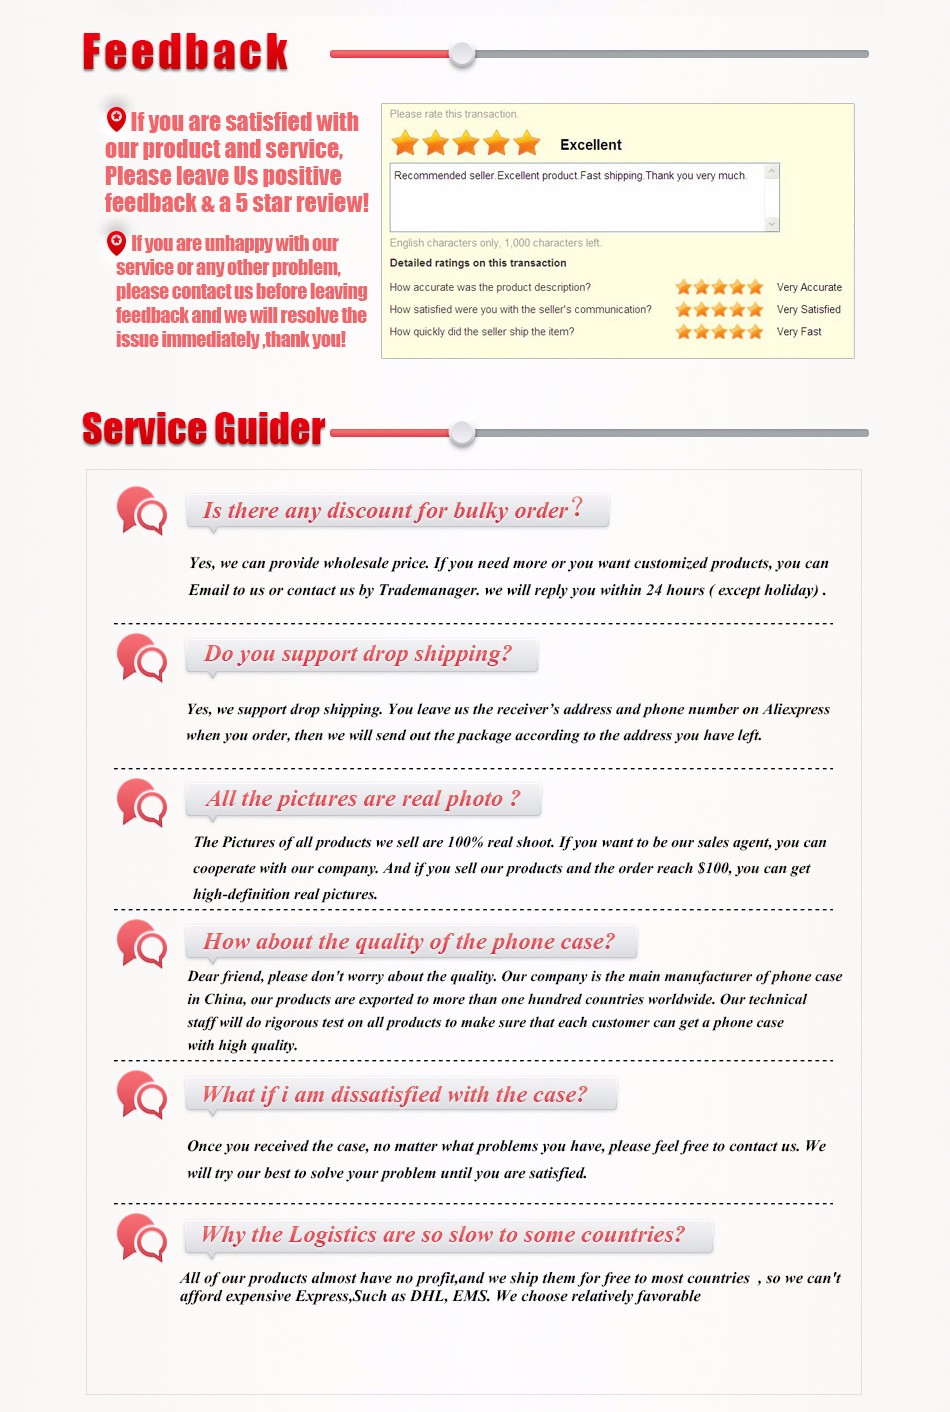 Feedback
If you are satisfied with
our product and service,
Please leave Us positive
feedback & a 5 star review!
If you are unhappy with our
service or any other problem,
please contact us before leaving
feedback and we will resolve the
issue immediately ,thank you!
Please rate this transaction.
Excellent
Recommended seller.Excellent product.Fast shipping.Thank you very much.
English characters only, 1,000 characters left.
Detailed ratings on this transaction
How accurate was the product description? Very Accurate
How satisfied were you with the seller's communication? Very Satisfied
How quickly did the seller ship the item? Very Fast
Service Guider
Is there any discount for bulky order?
Yes, we can provide wholesale price. If you need more or you want customized products, you can
Email to us or contact us by Trademanager. we will reply you within 24 hours ( except holiday) .
Do you support drop shipping?
Yes, we support drop shipping. You leave us the receiver’s address and phone number on Aliexpress
when you order, then we will send out the package according to the address you have left.
All the pictures are real photo ?
The Pictures of all products we sell are 100% real shoot. If you want to be our sales agent, you can
cooperate with our company. And if you sell our products and the order reach $100, you can get
high-definition real pictures.
How about the quality of the phone case?
Dear friend, please don't worry about the quality. Our company is the main manufacturer of phone case
in China, our products are exported to more than one hundred countries worldwide. Our technical
staff will do rigorous test on all products to make sure that each customer can get a phone case
with high quality.
What if i am dissatisfied with the case?
Once you received the case, no matter what problems you have, please feel free to contact us. We
will try our best to solve your problem until you are satisfied.
Why the Logistics are so slow to some countries?
All of our products almost have no profit,and we ship them for free to most countries , so we can't
afford expensive Express,Such as DHL, EMS. We choose relatively favorable